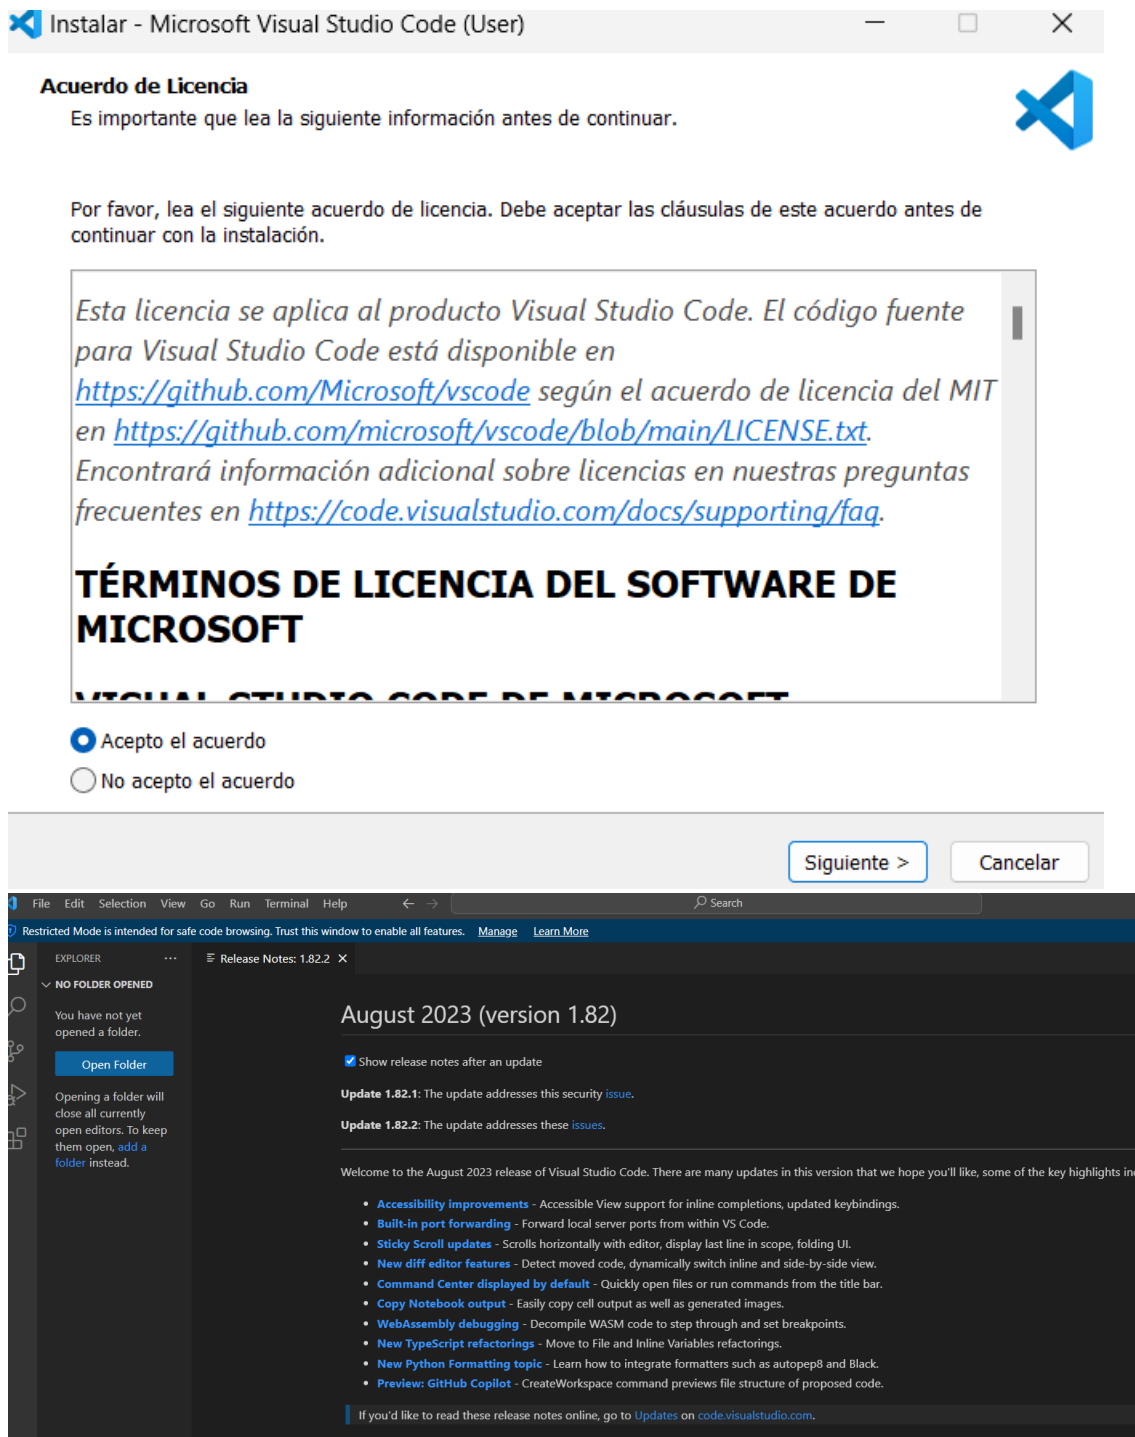 Instalar - Microsoft Visual Studio Code (User)
Acuerdo de Licencia
Es importante que lea la siguiente información antes de continuar.
Por favor, lea el siguiente acuerdo de licencia. Debe aceptar las cláusulas de este acuerdo antes de
continuar con la instalación.
Esta licencia se aplica al producto Visual Studio Code. El código fuente
para Visual Studio Code está disponible en
https://github.com/Microsoft/vscode según el acuerdo de licencia del MIT
en https://github.com/microsoft/vscode/blob/main/LICENSE.txt.
Encontrará información adicional sobre licencias en nuestras preguntas
frecuentes en https://code.visualstudio.com/docs/supporting/faq.
TÉRMINOS DE LICENCIA DEL SOFTWARE DE
MICROSOFT
VISUAL STUDIO CODE DE MICROSOFT
Acepto el acuerdo
No acepto el acuerdo
Siguiente >
Cancelar
File Edit Selection View Go Run Terminal Help
Search
Restricted Mode is intended for safe code browsing. Trust this window to enable all features. Manage Learn More
EXPLORER
Release Notes: 1.82.2
NO FOLDER OPENED
You have not yet
opened a folder.
Open Folder
Opening a folder will
close all currently
open editors. To keep
them open, add a
folder instead.
August 2023 (version 1.82)
Show release notes after an update
Update 1.82.1: The update addresses this security issue.
Update 1.82.2: The update addresses these issues.
Welcome to the August 2023 release of Visual Studio Code. There are many updates in this version that we hope you'll like, some of the key highlights
• Accessibility improvements - Accessible View support for inline completions, updated keybindings.
• Built-in port forwarding - Forward local server ports from within VS Code.
• Sticky Scroll updates - Scrolls horizontally with editor, display last line in scope, folding UI.
• New diff editor features - Detect moved code, dynamically switch inline and side-by-side view.
• Command Center displayed by default - Quickly open files or run commands from the title bar.
• Copy Notebook output - Easily copy cell output as well as generated images.
• WebAssembly debugging - Decompile WASM code to step through and set breakpoints.
• New TypeScript refactorings - Move to File and Inline Variables refactorings.
• New Python Formatting topic - Learn how to integrate formatters such as autopep8 and Black.
• Preview: GitHub Copilot - CreateWorkspace command previews file structure of proposed code.
If you'd like to read these release notes online, go to Updates on code.visualstudio.com.